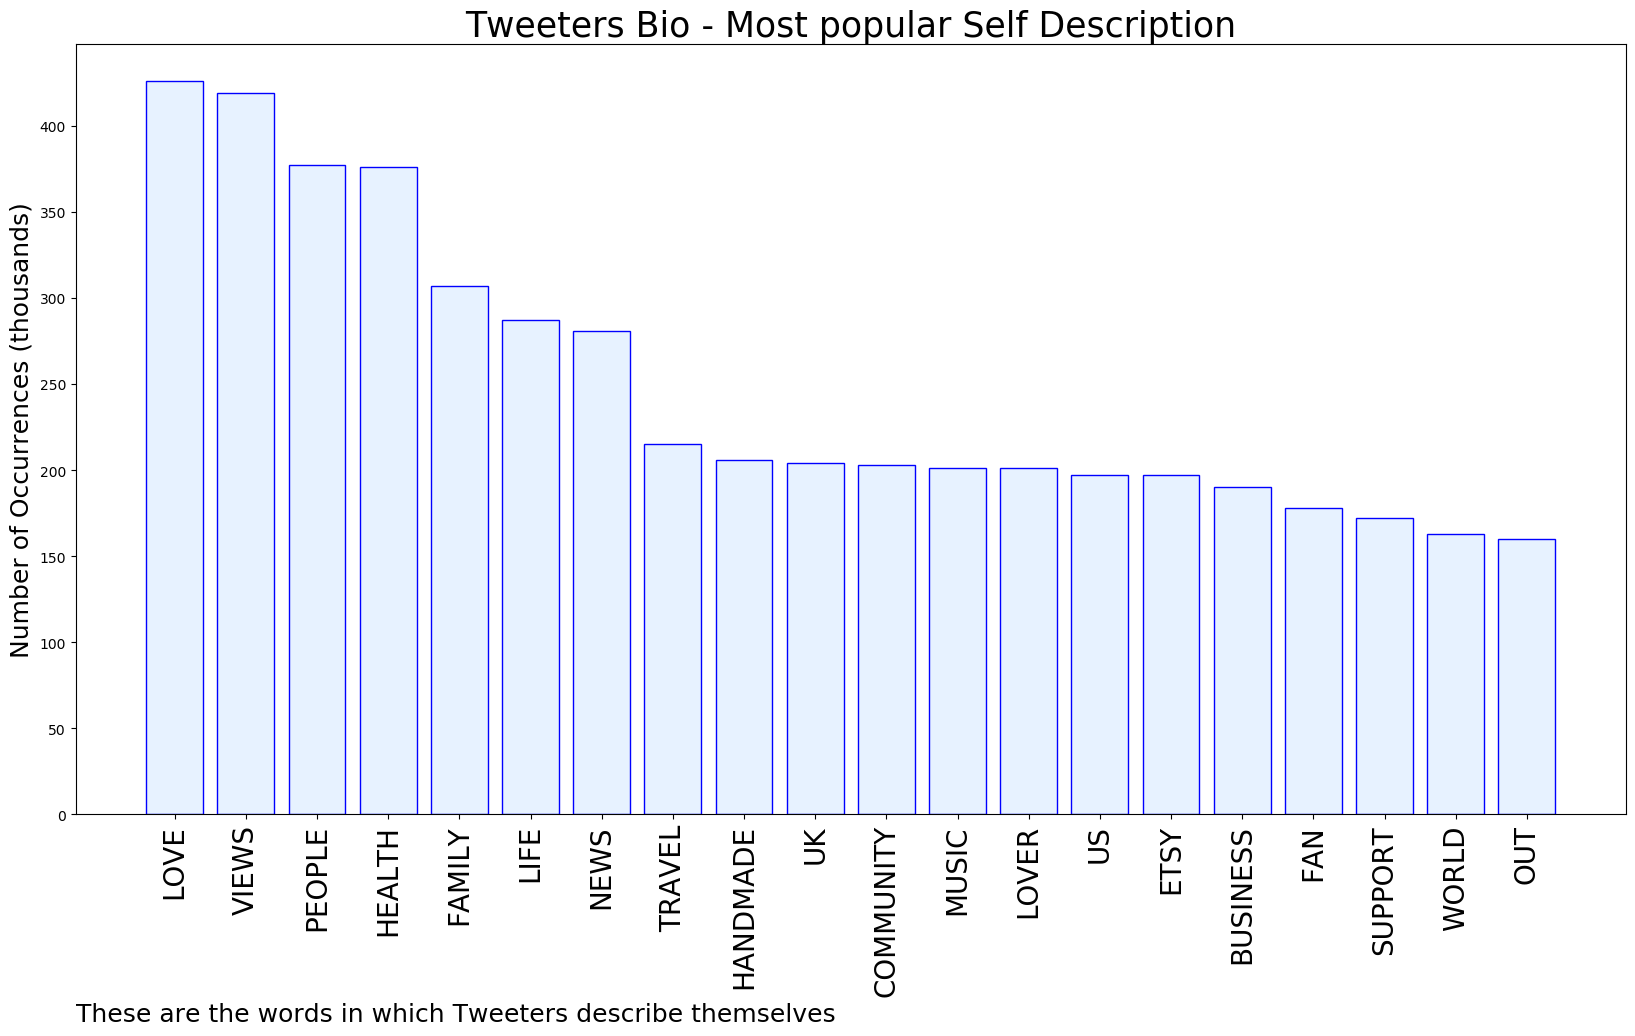 Tweeters Bio - Most popular Self Description
Number of Occurrences (thousands)
400
350
300
250
200
150
100
50
0
LOVE
VIEWS
PEOPLE
HEALTH
FAMILY
LIFE
NEWS
TRAVEL
HANDMADE
UK
COMMUNITY
MUSIC
LOVER
US
ETSY
BUSINESS
FAN
SUPPORT
WORLD
OUT
These are the words in which Tweeters describe themselves